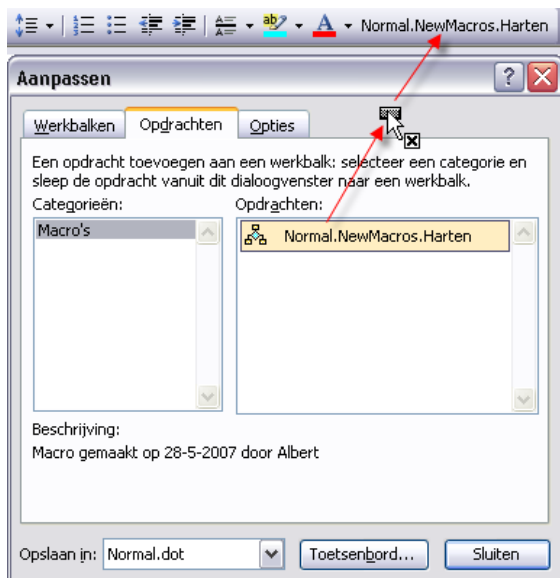 Normal.NewMacros.Harten
Aanpassen
Werkbalken Opdrachten Opties
Een opdracht toevoegen aan een werkbalk: selecteer een categorie en
sleep de opdracht vanuit dit dialoogvenster naar een werkbalk.
Categorieën: Opdrachten:
Macro's Normal.NewMacros.Harten
Beschrijving:
Macro gemaakt op 28-5-2007 door Albert
Opslaan in: Normal.dot Toetsenbord... Sluiten